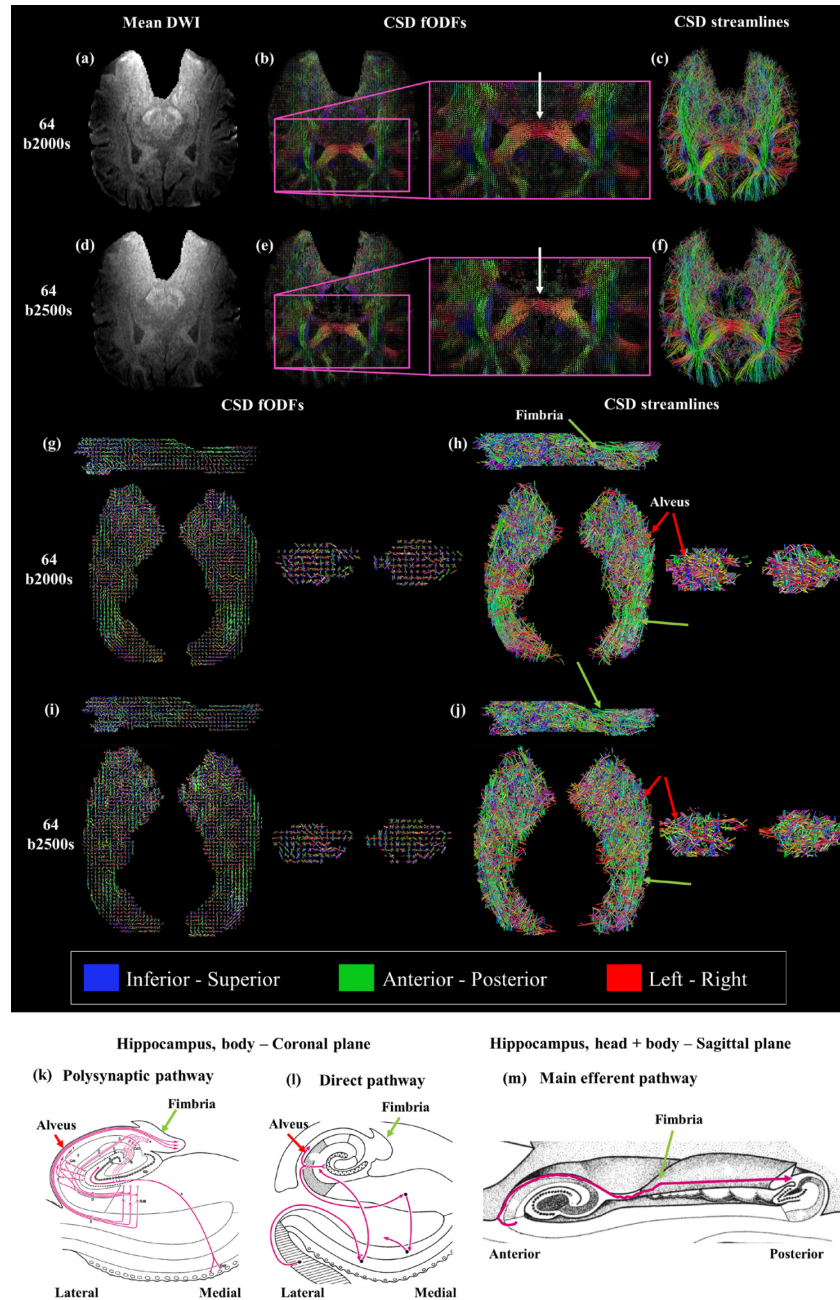 Mean DWI
CSD fODFs
CSD streamlines
(a)
(b)
(c)
64
b2000s
(d)
(e)
(f)
64
b2500s
CSD fODFs
CSD streamlines
Fimbria
(g)
(h)
Alveus
64
b2000s
(i)
(j)
64
b2500s
Inferior - Superior
Anterior - Posterior
Left - Right
Hippocampus, body – Coronal plane
Hippocampus, head + body – Sagittal plane
(k) Polysynaptic pathway
(l) Direct pathway
(m) Main efferent pathway
Fimbria
Alveus
Alveus
Fimbria
Fimbria
Anterior
Posterior
Lateral
Medial
Lateral
Medial